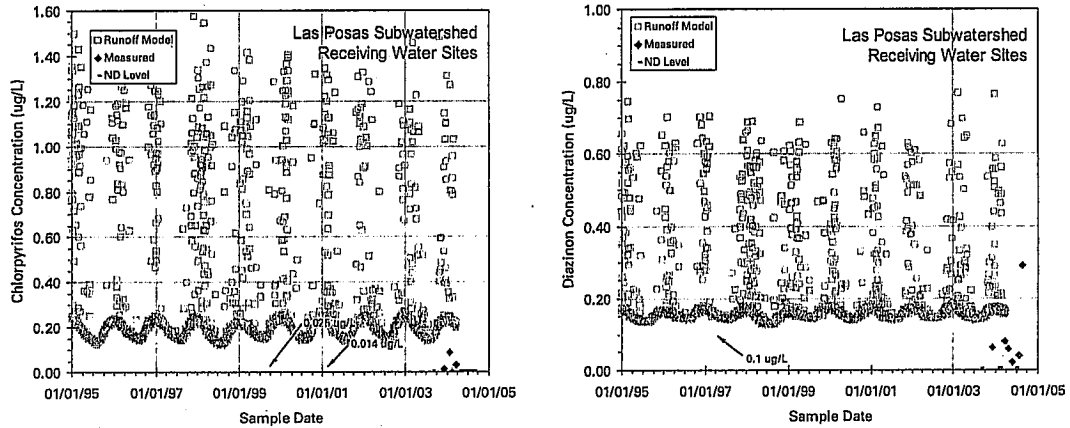 Las Posas Subwatershed
Receiving Water Sites
Runoff Model
Measured
ND Level
Chlorpyrifos Concentration (ug/L)
1.60
1.40
1.20
1.00
0.80
0.60
0.40
0.20
0.00
0.025 ug/L
0.014 ug/L
01/01/95
01/01/97
01/01/99
01/01/01
01/01/03
01/01/05
Sample Date
Las Posas Subwatershed
Receiving Water Sites
Runoff Model
Measured
ND Level
Diazinon Concentration (ug/L)
1.00
0.80
0.60
0.40
0.20
0.00
0.1 ug/L
01/01/95
01/01/97
01/01/99
01/01/01
01/01/03
01/01/05
Sample Date